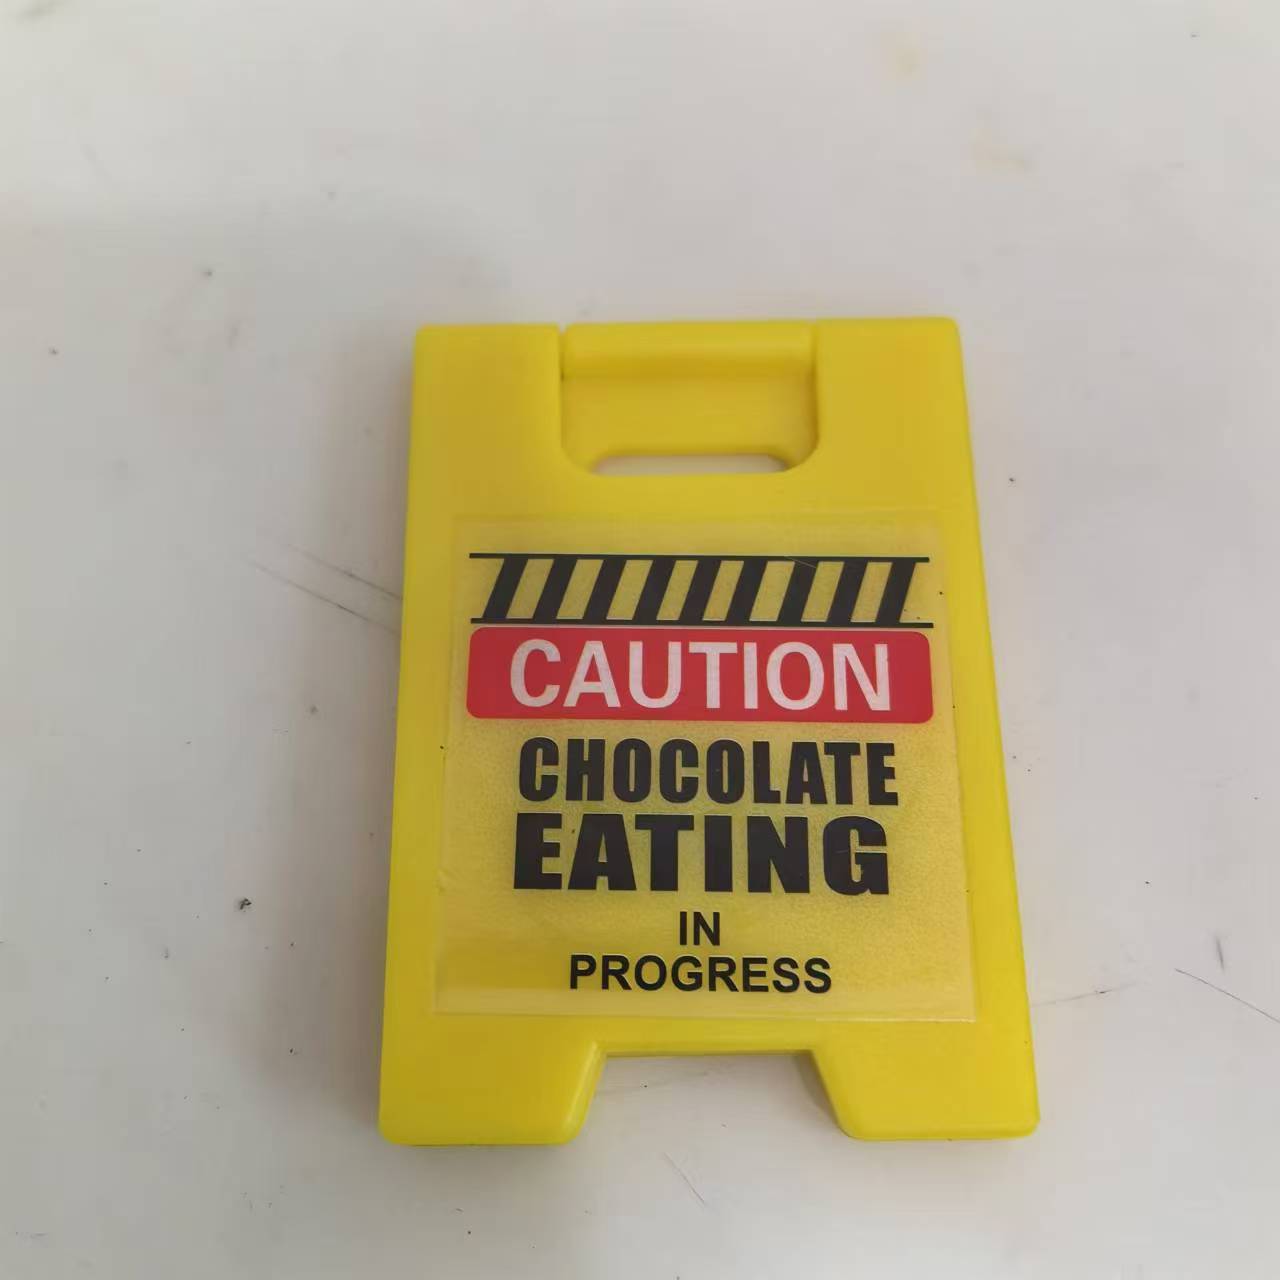 CAUTION
CHOCOLATE
EATING
IN
PROGRESS